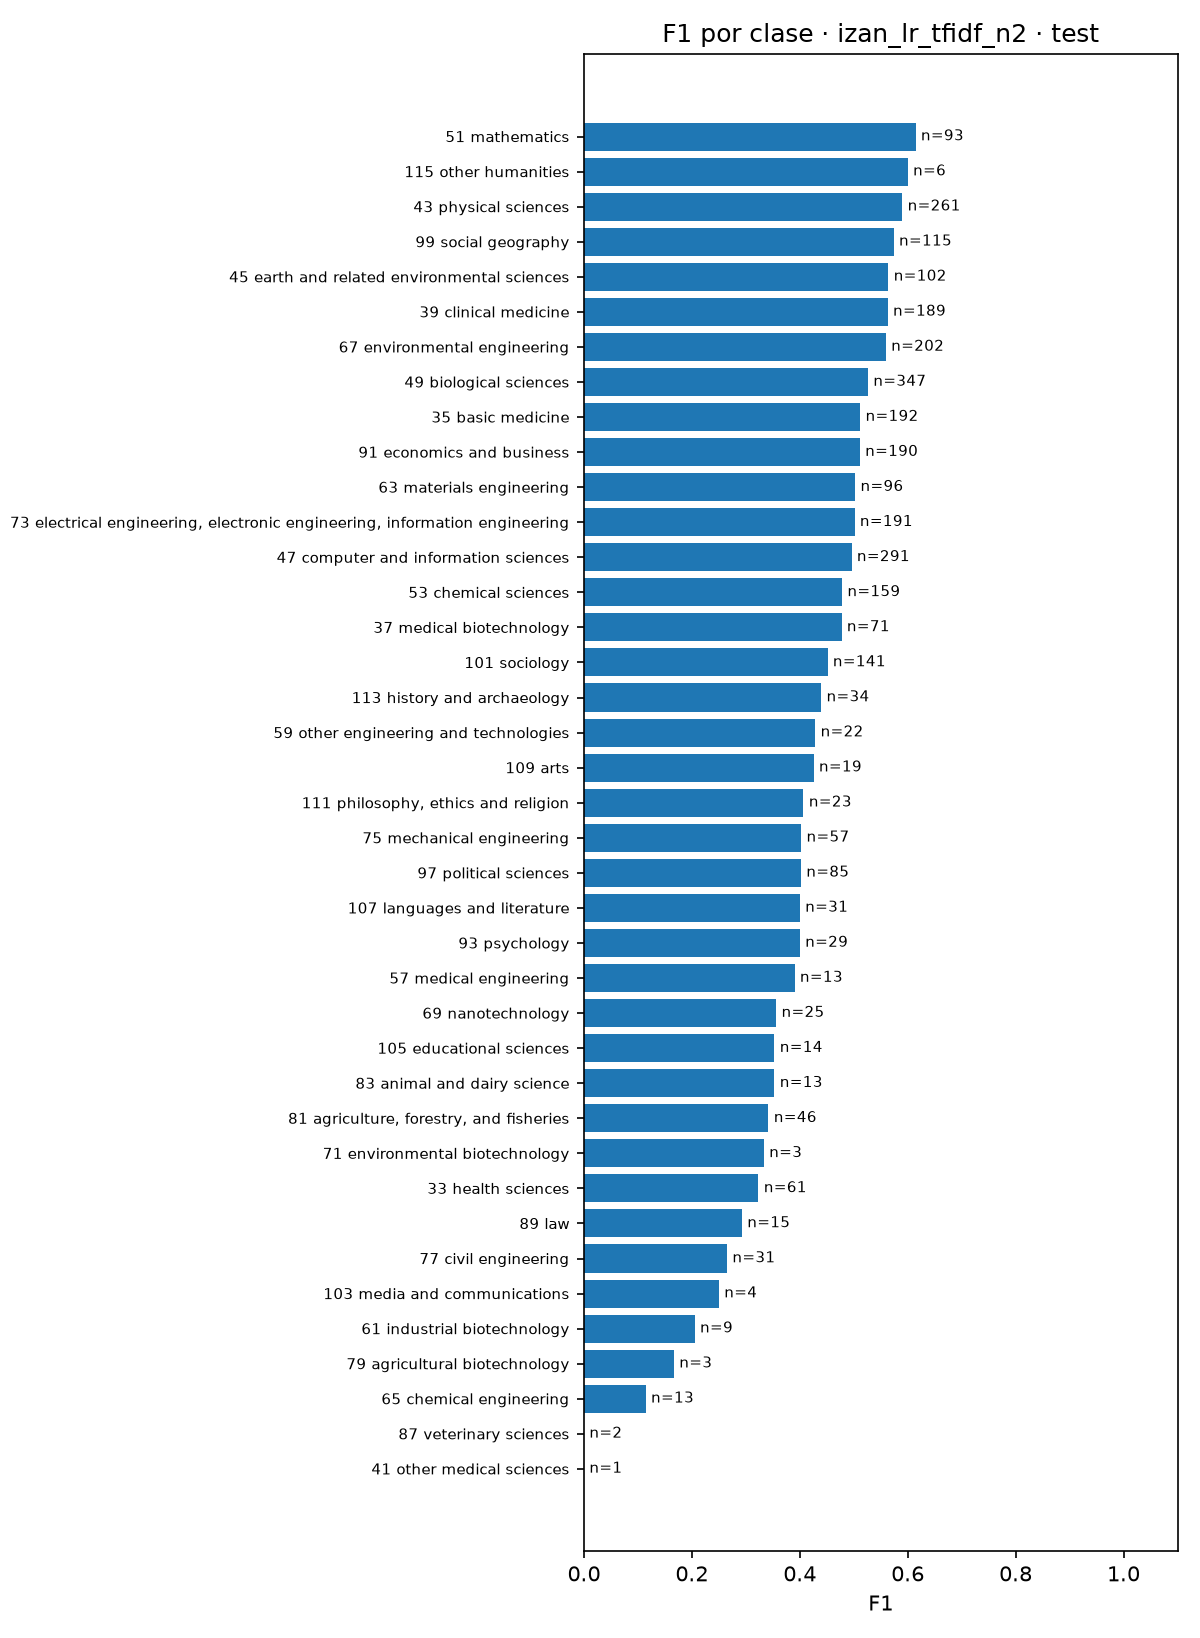 F1 por clase · izan_lr_tfidf_n2 · test
51 mathematics n=93
115 other humanities n=6
43 physical sciences n=261
99 social geography n=115
45 earth and related environmental sciences n=102
39 clinical medicine n=189
67 environmental engineering n=202
49 biological sciences n=347
35 basic medicine n=192
91 economics and business n=190
63 materials engineering n=96
73 electrical engineering, electronic engineering, information engineering n=191
47 computer and information sciences n=291
53 chemical sciences n=159
37 medical biotechnology n=71
101 sociology n=141
113 history and archaeology n=34
59 other engineering and technologies n=22
109 arts n=19
111 philosophy, ethics and religion n=23
75 mechanical engineering n=57
97 political sciences n=85
107 languages and literature n=31
93 psychology n=29
57 medical engineering n=13
69 nanotechnology n=25
105 educational sciences n=14
83 animal and dairy science n=13
81 agriculture, forestry, and fisheries n=46
71 environmental biotechnology n=3
33 health sciences n=61
89 law n=15
77 civil engineering n=31
103 media and communications n=4
61 industrial biotechnology n=9
79 agricultural biotechnology n=3
65 chemical engineering n=13
87 veterinary sciences n=2
41 other medical sciences n=1
0.0 0.2 0.4 0.6 0.8 1.0
F1